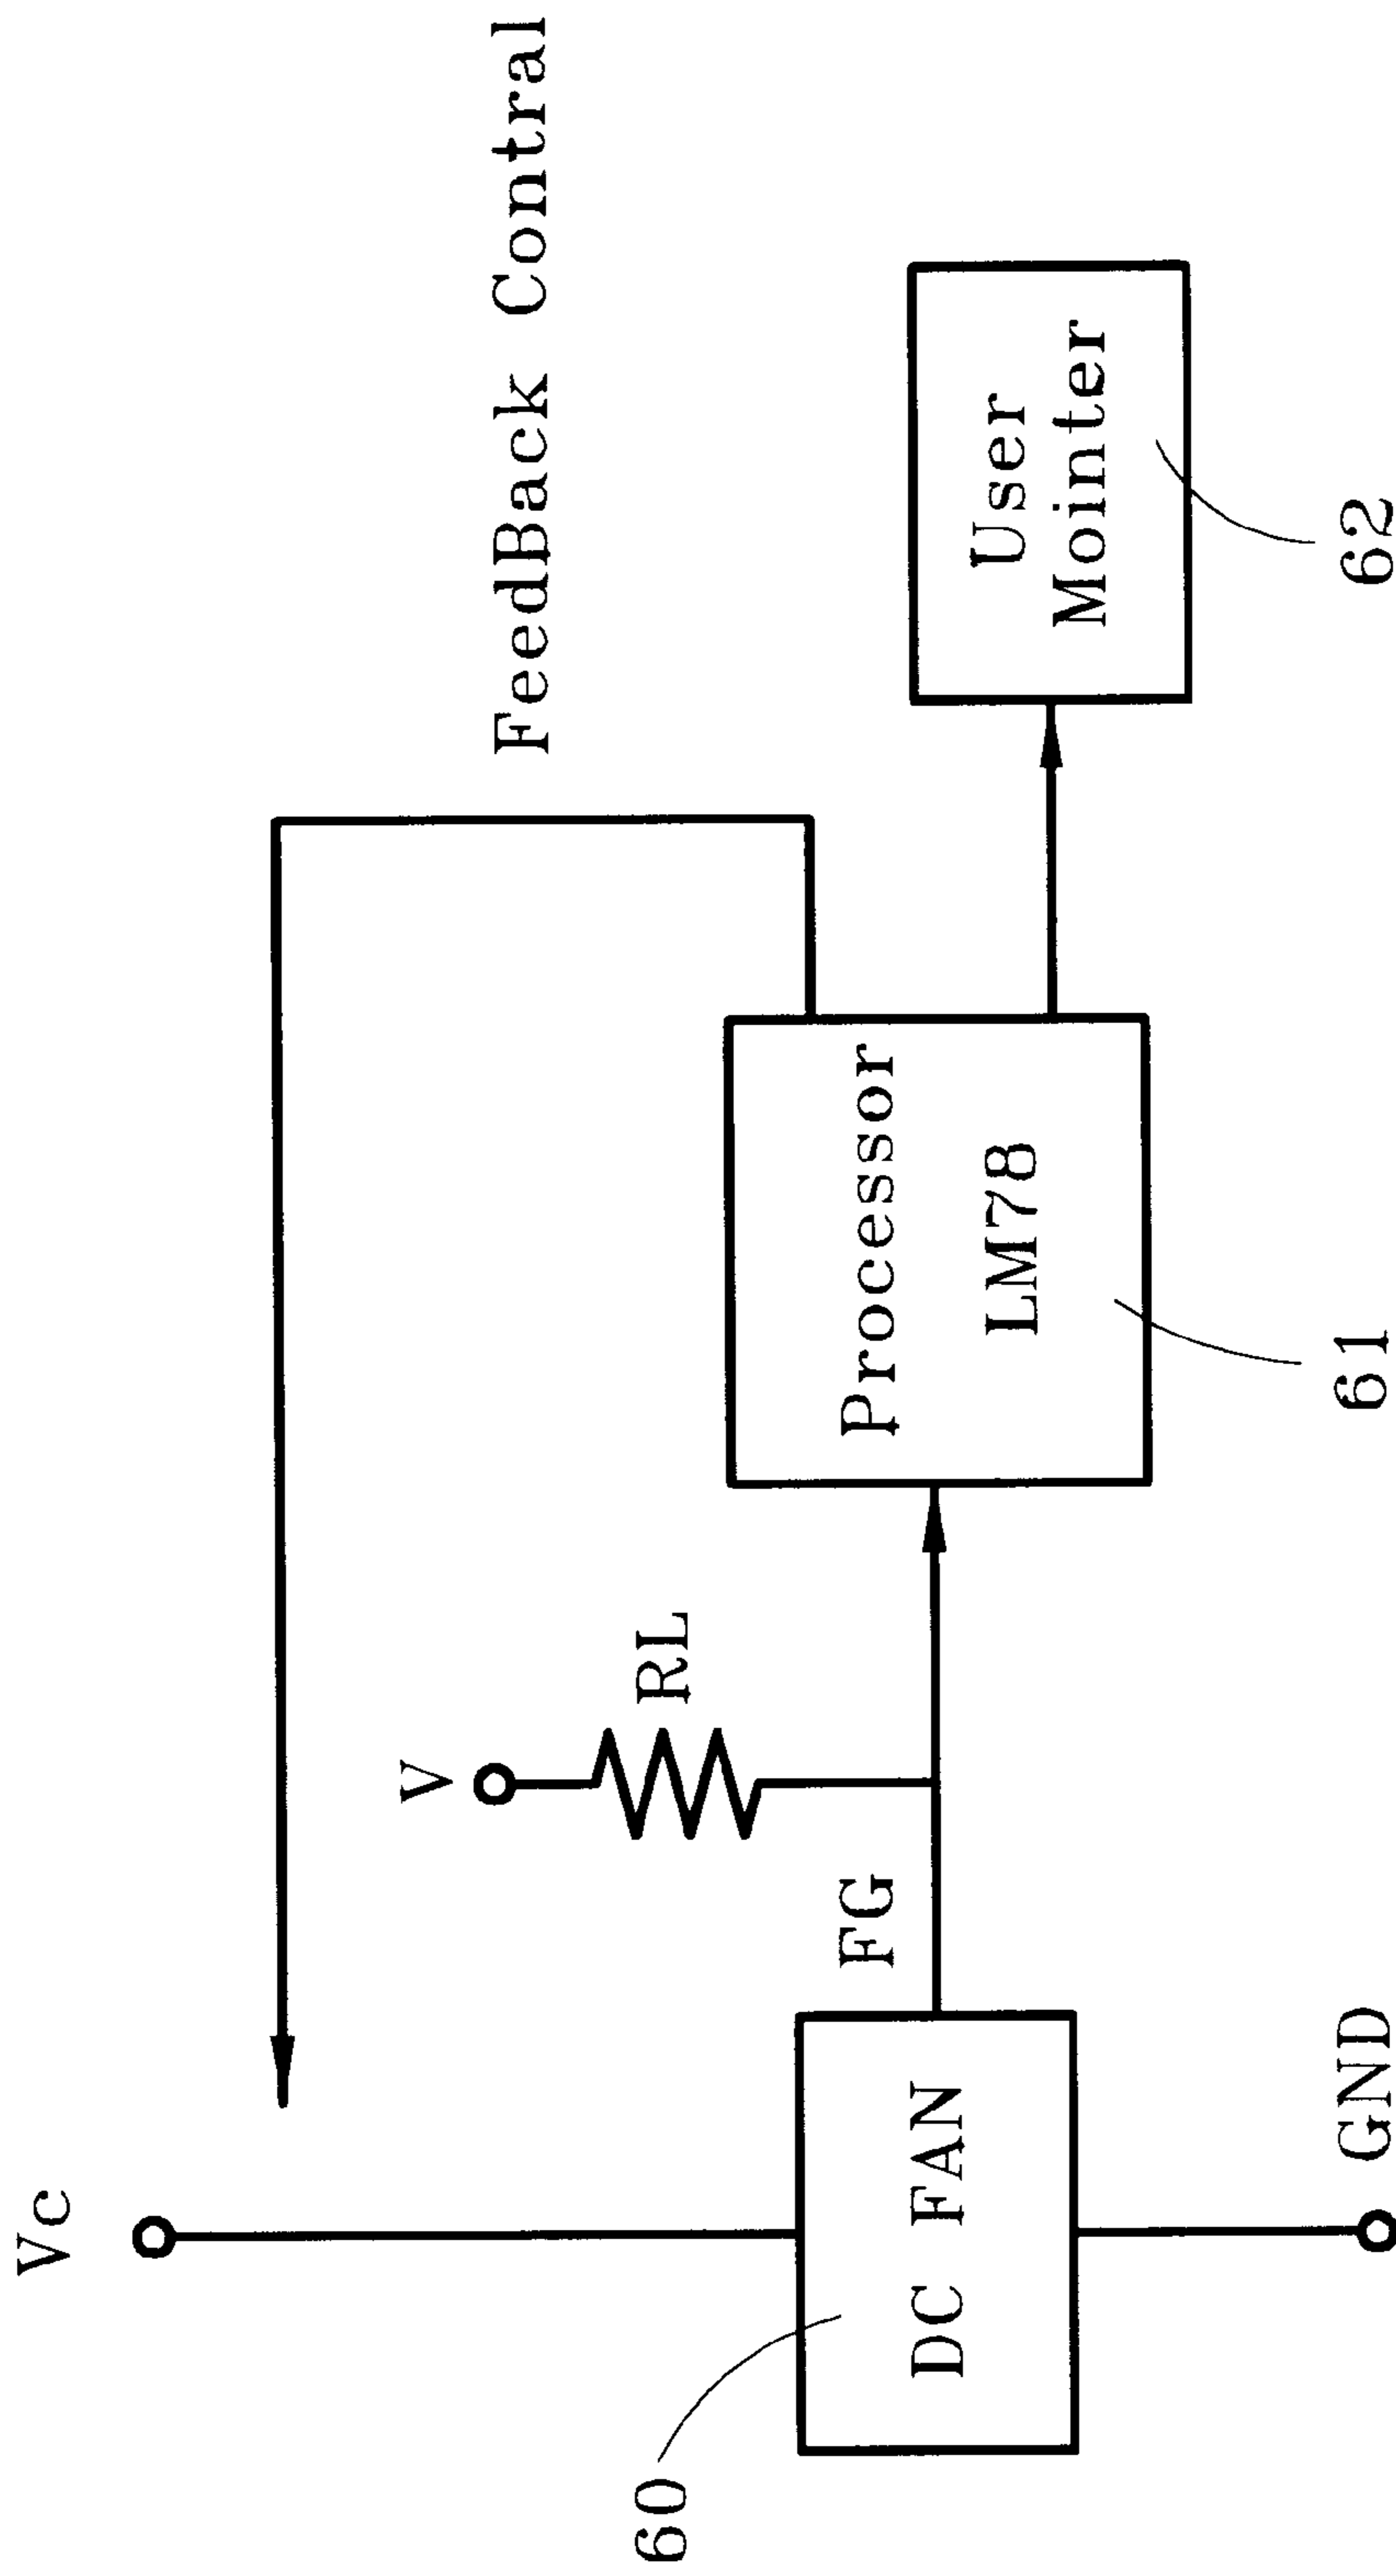 Vc
FeedBack Contral
V
RL
FG
DC FAN
Processor
LM78
User
Mointer
60
61
62
GND